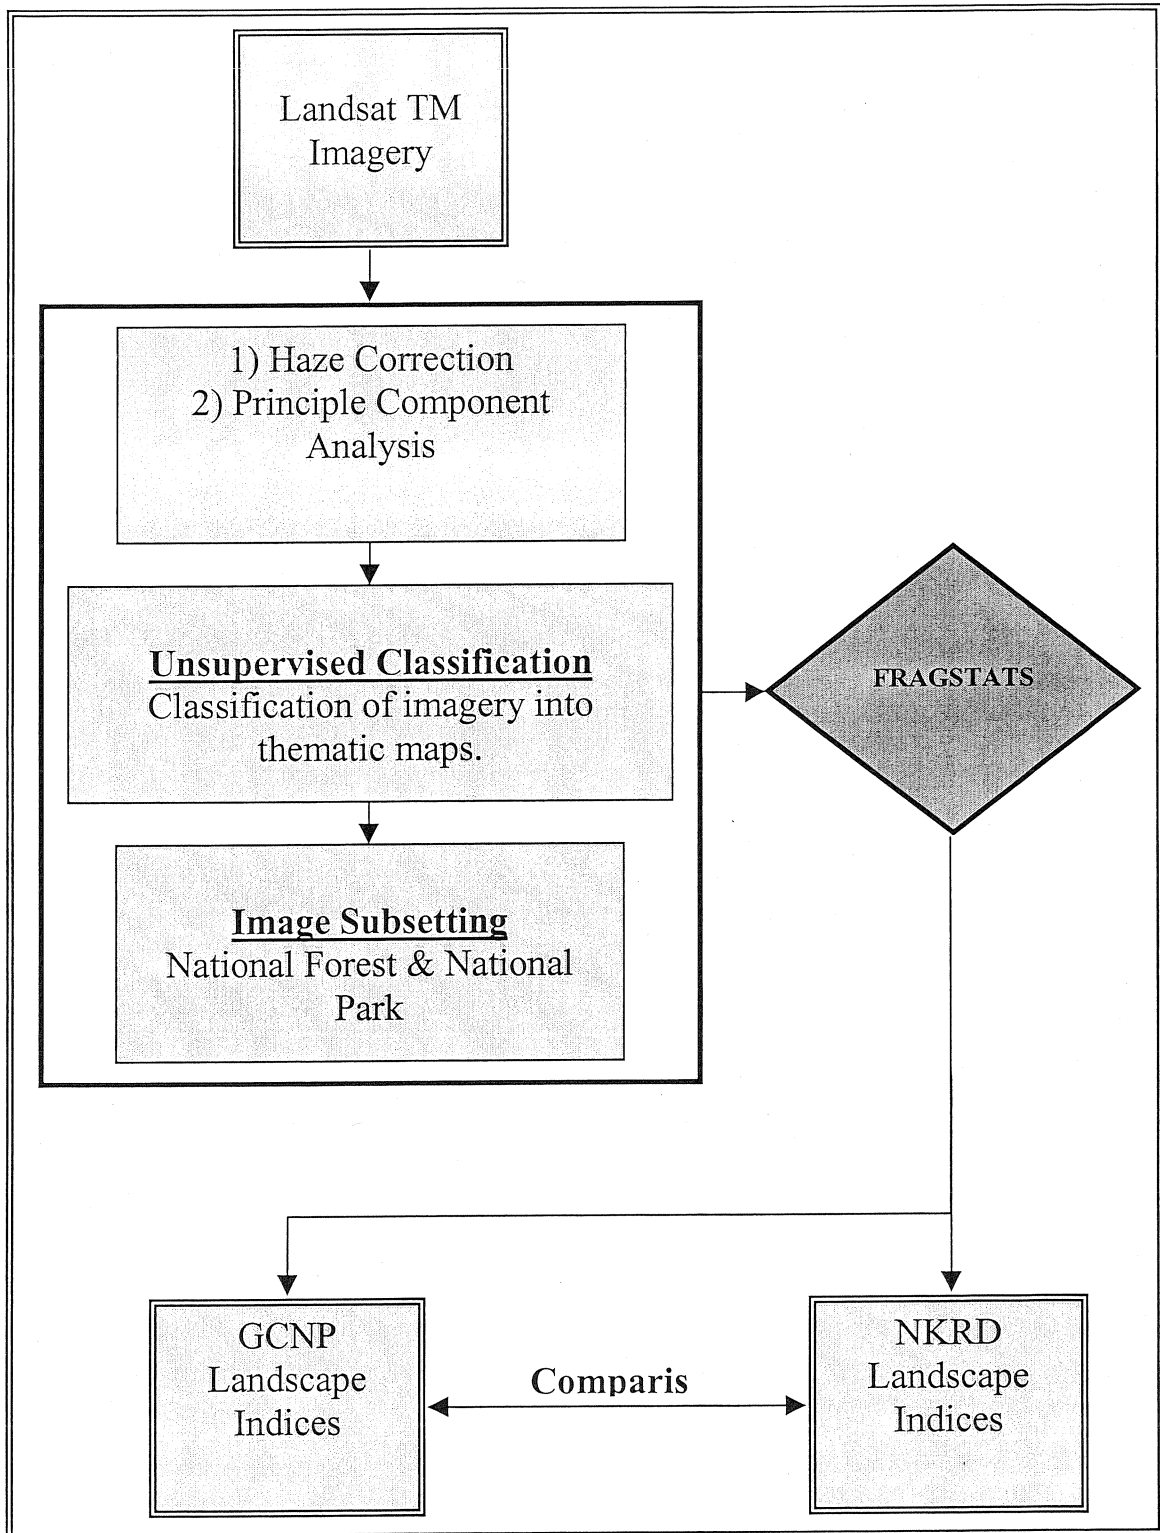 Landsat TM
Imagery
1) Haze Correction
2) Principle Component
Analysis
Unsupervised Classification
Classification of imagery into
thematic maps.
Image Subsetting
National Forest & National
Park
FRAGSTATS
GCNP
Landscape
Indices
Comparis
NKRD
Landscape
Indices